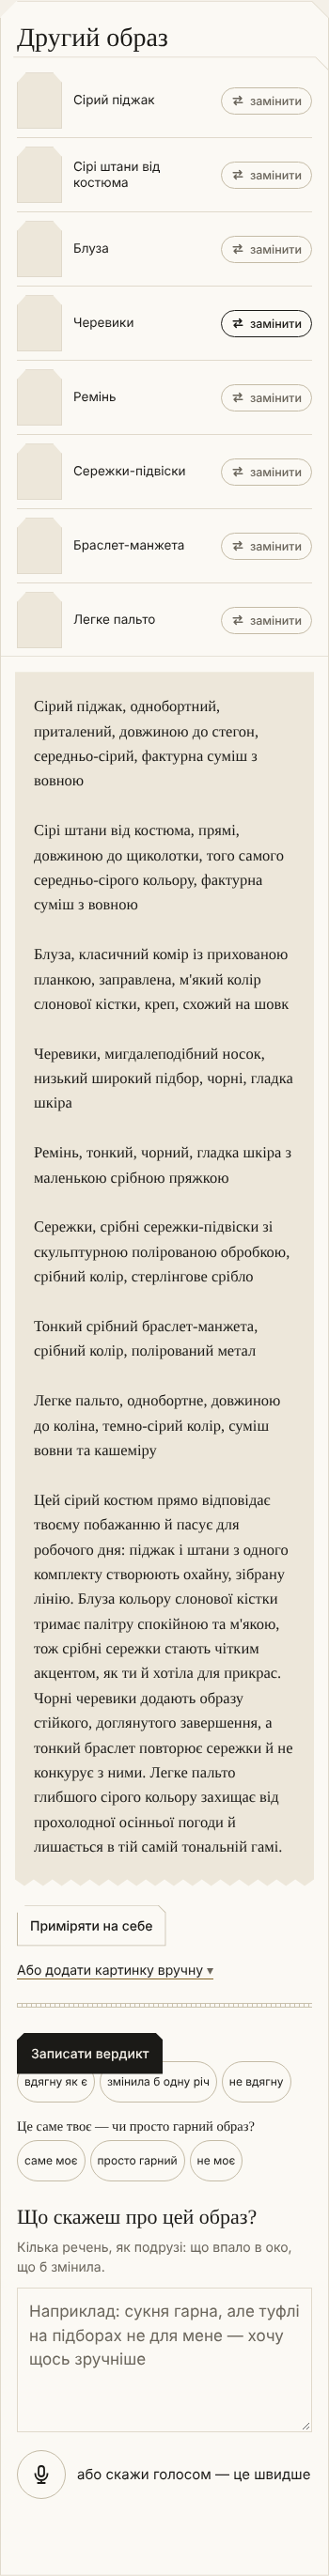 Другий образ
Сірий піджак
⇄ замінити
Сірі штани від
костюма
⇄ замінити
Блуза
⇄ замінити
Черевики
⇄ замінити
Ремінь
⇄ замінити
Сережки-підвіски
⇄ замінити
Браслет-манжета
⇄ замінити
Легке пальто
⇄ замінити
Сірий піджак, однобортний,
приталений, довжиною до стегон,
середньо-сірий, фактурна суміш з
вовною
Сірі штани від костюма, прямі,
довжиною до щиколотки, того самого
середньо-сірого кольору, фактурна
суміш з вовною
Блуза, класичний комір із прихованою
планкою, заправлена, м'який колір
слонової кістки, креп, схожий на шовк
Черевики, мигдалеподібний носок,
низький широкий підбор, чорні, гладка
шкіра
Ремінь, тонкий, чорний, гладка шкіра з
маленькою срібною пряжкою
Сережки, срібні сережки-підвіски зі
скульптурною полірованою обробкою,
срібний колір, стерлінгове срібло
Тонкий срібний браслет-манжета,
срібний колір, полірований метал
Легке пальто, однобортне, довжиною
до коліна, темно-сірий колір, суміш
вовни та кашеміру
Цей сірий костюм прямо відповідає
твоєму побажанню й пасує для
робочого дня: піджак і штани з одного
комплекту створюють охайну, зібрану
лінію. Блуза кольору слонової кістки
тримає палітру спокійною та м'якою,
тож срібні сережки стають чітким
акцентом, як ти й хотіла для прикрас.
Чорні черевики додають образу
стійкого, доглянутого завершення, а
тонкий браслет повторює сережки й не
конкурує з ними. Легке пальто
глибшого сірого кольору захищає від
прохолодної осінньої погоди й
лишається в тій самій тональній гамі.
Приміряти на себе
Або додати картинку вручну ▾
Записати вердикт
вдягну як є
змінила б одну річ
не вдягну
Це саме твоє — чи просто гарний образ?
саме моє
просто гарний
не моє
Що скажеш про цей образ?
Кілька речень, як подрузі: що впало в око,
що б змінила.
Наприклад: сукня гарна, але туфлі
на підборах не для мене — хочу
щось зручніше
або скажи голосом — це швидше